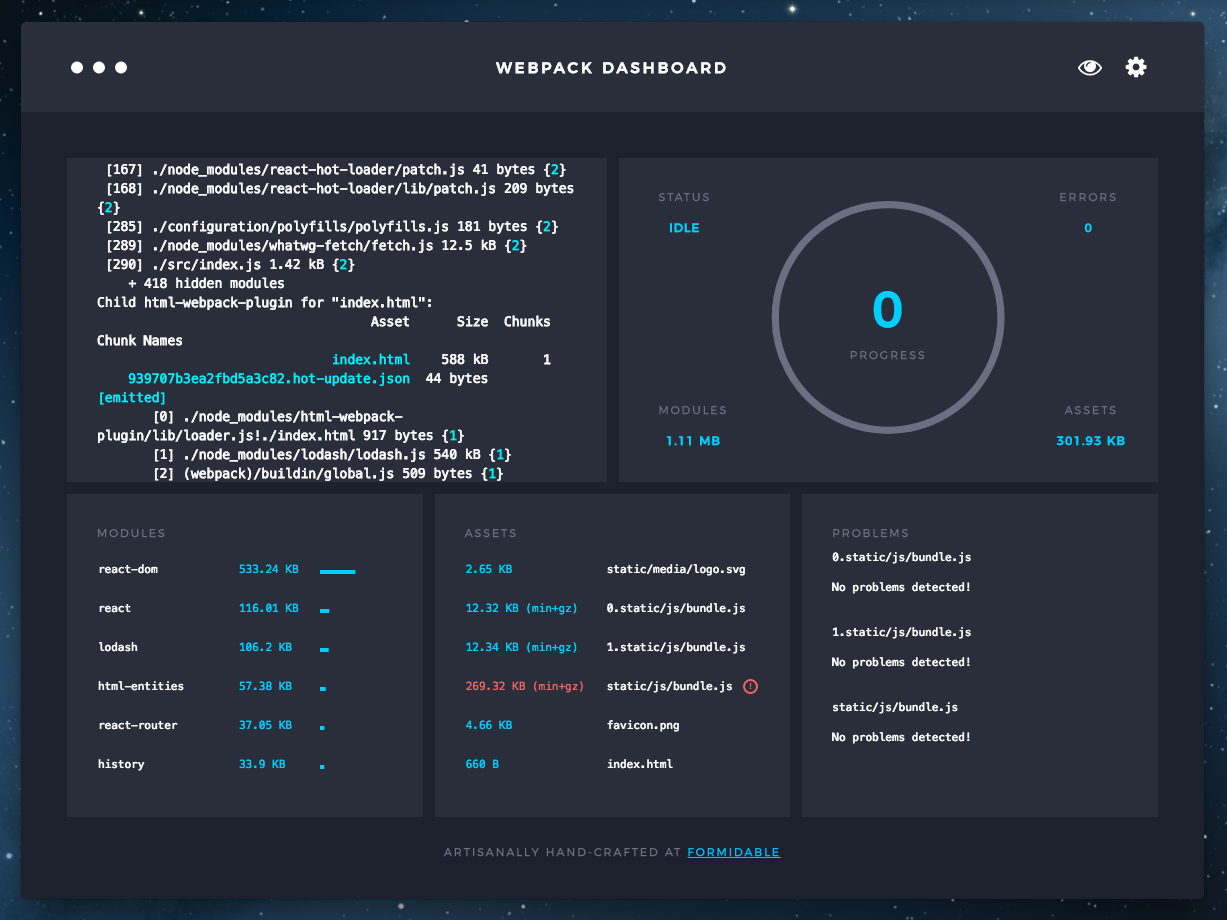 WEBPACK DASHBOARD
[167] ./node_modules/react-hot-loader/patch.js 41 bytes {2}
[168] ./node_modules/react-hot-loader/lib/patch.js 209 bytes
{2}
[285] ./configuration/polyfills/polyfills.js 181 bytes {2}
[289] ./node_modules/whatwg-fetch/fetch.js 12.5 kB {2}
[290] ./src/index.js 1.42 kB {2}
+ 418 hidden modules
Child html-webpack-plugin for "index.html":
Asset Size Chunks
Chunk Names
index.html 588 kB 1
939707b3ea2fbd5a3c82.hot-update.json 44 bytes
[emitted]
[0] ./node_modules/html-webpack-
plugin/lib/loader.js!./index.html 917 bytes {1}
[1] ./node_modules/lodash/lodash.js 540 kB {1}
[2] (webpack)/buildin/global.js 509 bytes {1}
STATUS
IDLE
ERRORS
0
0
PROGRESS
MODULES
1.11 MB
ASSETS
301.93 KB
MODULES
react-dom 533.24 KB
react 116.01 KB
lodash 106.2 KB
html-entities 57.38 KB
react-router 37.05 KB
history 33.9 KB
ASSETS
2.65 KB static/media/logo.svg
12.32 KB (min+gz) 0.static/js/bundle.js
12.34 KB (min+gz) 1.static/js/bundle.js
269.32 KB (min+gz) static/js/bundle.js
4.66 KB favicon.png
660 B index.html
PROBLEMS
0.static/js/bundle.js
No problems detected!
1.static/js/bundle.js
No problems detected!
static/js/bundle.js
No problems detected!
ARTISANALLY HAND-CRAFTED AT FORMIDABLE